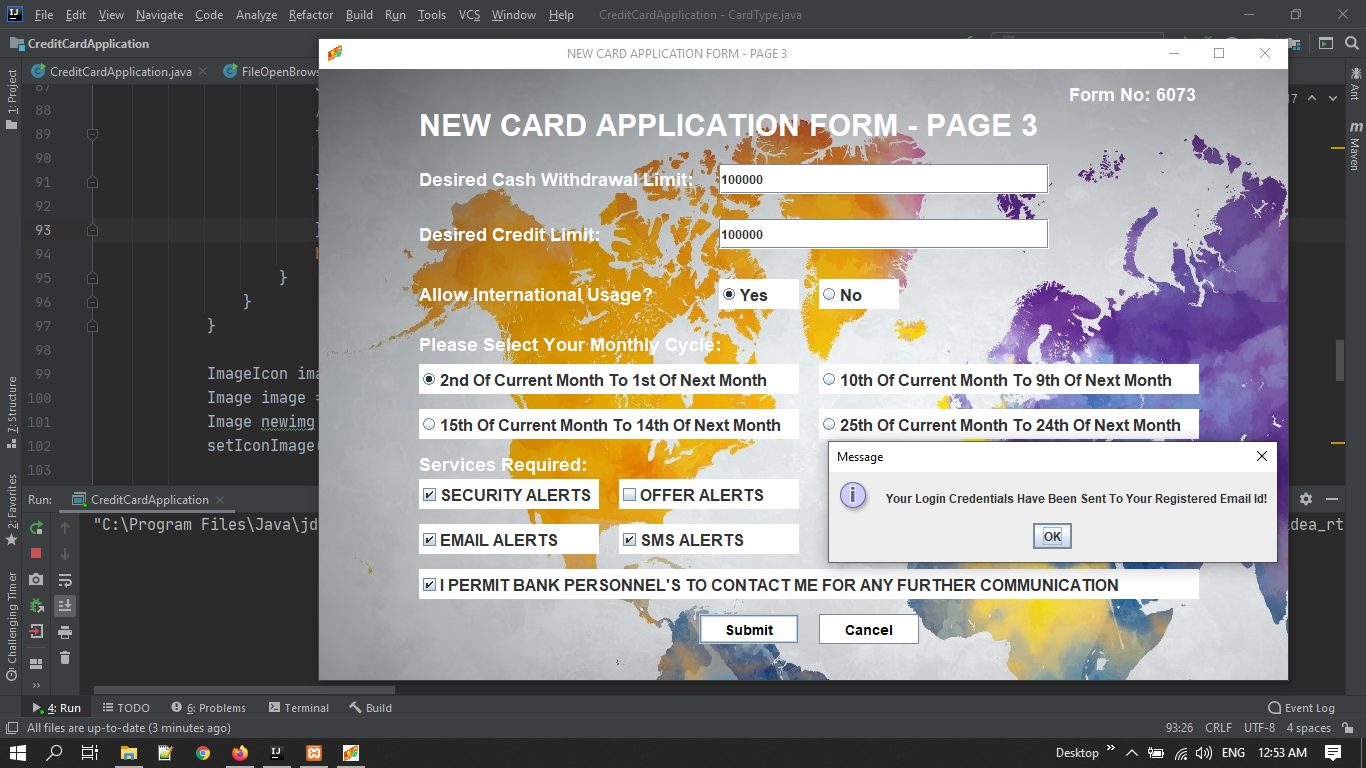 File Edit View Navigate Code Analyze Refactor Build Run Tools VCS Window Help CreditCardApplication - CardType.java
CreditCardApplication
CreditCardApplication.java FileOpenBrows
NEW CARD APPLICATION FORM - PAGE 3
Form No: 6073
NEW CARD APPLICATION FORM - PAGE 3
Desired Cash Withdrawal Limit: 100000
Desired Credit Limit: 100000
Allow International Usage? Yes No
Please Select Your Monthly Cycle:
2nd Of Current Month To 1st Of Next Month 10th Of Current Month To 9th Of Next Month
15th Of Current Month To 14th Of Next Month 25th Of Current Month To 24th Of Next Month
Services Required:
SECURITY ALERTS OFFER ALERTS
EMAIL ALERTS SMS ALERTS
I PERMIT BANK PERSONNEL'S TO CONTACT ME FOR ANY FURTHER COMMUNICATION
Submit Cancel
Message
Your Login Credentials Have Been Sent To Your Registered Email Id!
OK
1: Project
7: Structure
2: Favorites
Challenging Timer
Ant
Maven
87
88
89
90
91
92
93
94
95 }
96 }
97 }
98
99 ImageIcon ima
100 Image image =
101 Image newimg
102 setIconImage(
103
Run: CreditCardApplication
"C:\Program Files\Java\jd
idea_rt
4: Run TODO 6: Problems Terminal Build Event Log
All files are up-to-date (3 minutes ago) 93:26 CRLF UTF-8 4 spaces
Desktop ENG 12:53 AM